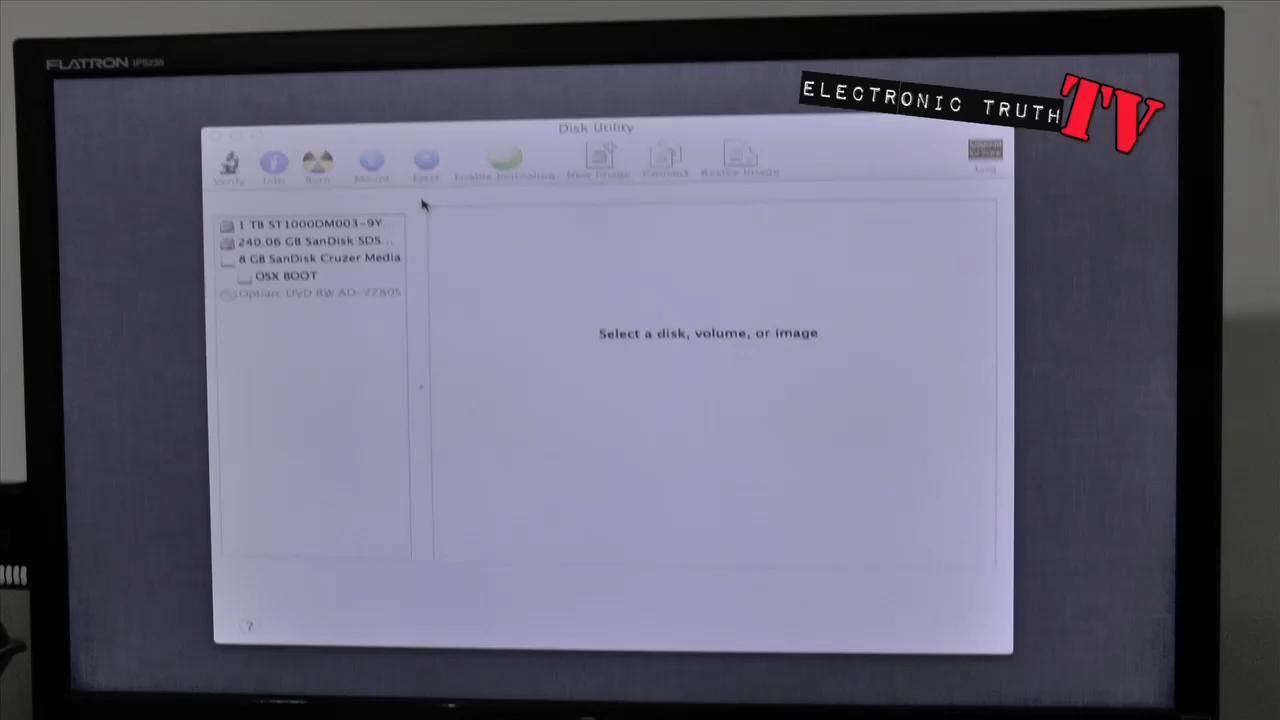 FLATRON IPS236
ELECTRONIC TRUTH TV
Disk Utility
Verify Info Burn Mount Eject Enable Journaling New Image Convert Resize Image Log
1 TB ST1000DM003-9Y
240.06 GB SanDisk SDS...
8 GB SanDisk Cruzer Media
OSX BOOT
Optiarc DVD RW AD-7280S
Select a disk, volume, or image
?